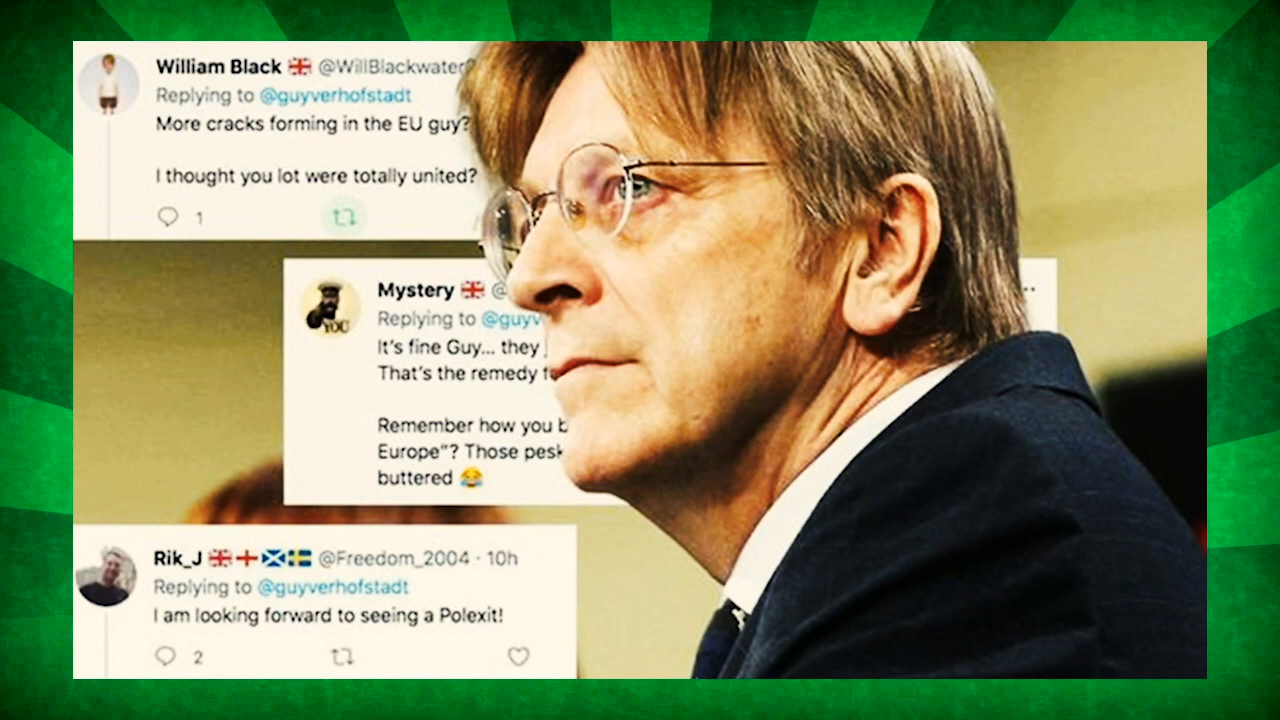 William Black 🇬🇧 @WillBlackwater
Replying to @guyverhofstadt
More cracks forming in the EU guy?
I thought you lot were totally united?
1
YOU
Mystery 🇬🇧 @
Replying to @guyv
It's fine Guy... they
That's the remedy
Remember how you b
Europe"? Those pesk
buttered 😂
Rik_J 🇬🇧🏴󠁧󠁢󠁥󠁮󠁧󠁿🏴󠁧󠁢󠁳󠁣󠁴󠁿🇸🇪 @Freedom_2004 · 10h
Replying to @guyverhofstadt
I am looking forward to seeing a Polexit!
2